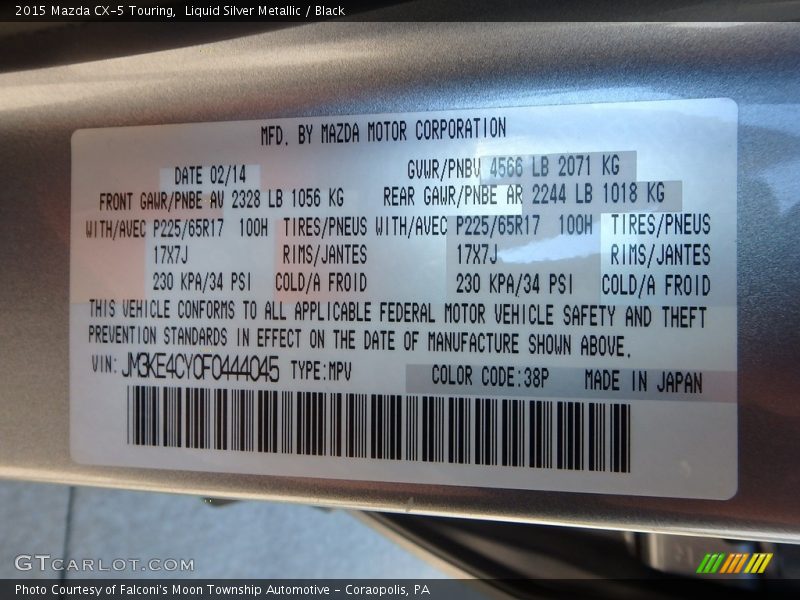 2015 Mazda CX-5 Touring,  Liquid Silver Metallic / Black
MFD. BY MAZDA MOTOR CORPORATION
DATE 02/14 GVWR/PNBV 4566 LB 2071 KG
FRONT GAWR/PNBE AV 2328 LB 1056 KG REAR GAWR/PNBE AR 2244 LB 1018 KG
WITH/AVEC P225/65R17 100H TIRES/PNEUS WITH/AVEC P225/65R17 100H TIRES/PNEUS
17X7J RIMS/JANTES 17X7J RIMS/JANTES
230 KPA/34 PSI COLD/A FROID 230 KPA/34 PSI COLD/A FROID
THIS VEHICLE CONFORMS TO ALL APPLICABLE FEDERAL MOTOR VEHICLE SAFETY AND THEFT
PREVENTION STANDARDS IN EFFECT ON THE DATE OF MANUFACTURE SHOWN ABOVE.
VIN: JM3KE4CY0F0444045 TYPE:MPV COLOR CODE:38P MADE IN JAPAN
GTCARLOT.COM
Photo Courtesy of Falconi's Moon Township Automotive - Coraopolis, PA